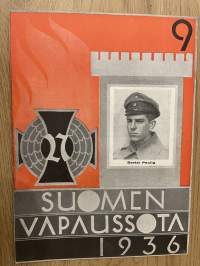 9
Gustaf Paulig
SUOMEN
VAPAUSSOTA
1936